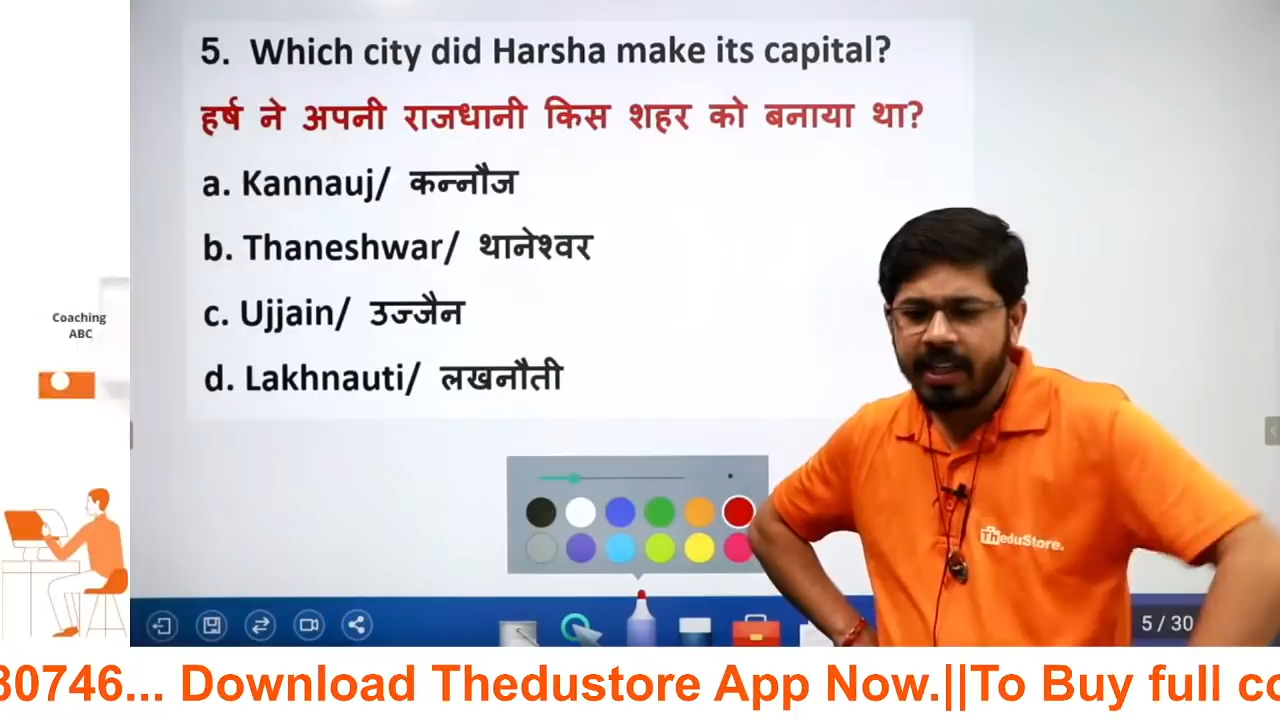 5. Which city did Harsha make its capital?
हर्ष ने अपनी राजधानी किस शहर को बनाया था?
a. Kannauj/ कन्नौज
b. Thaneshwar/ थानेश्वर
c. Ujjain/ उज्जैन
d. Lakhnauti/ लखनौती
Coaching
ABC
TheduStore.
5 / 30
30746... Download Thedustore App Now.||To Buy full